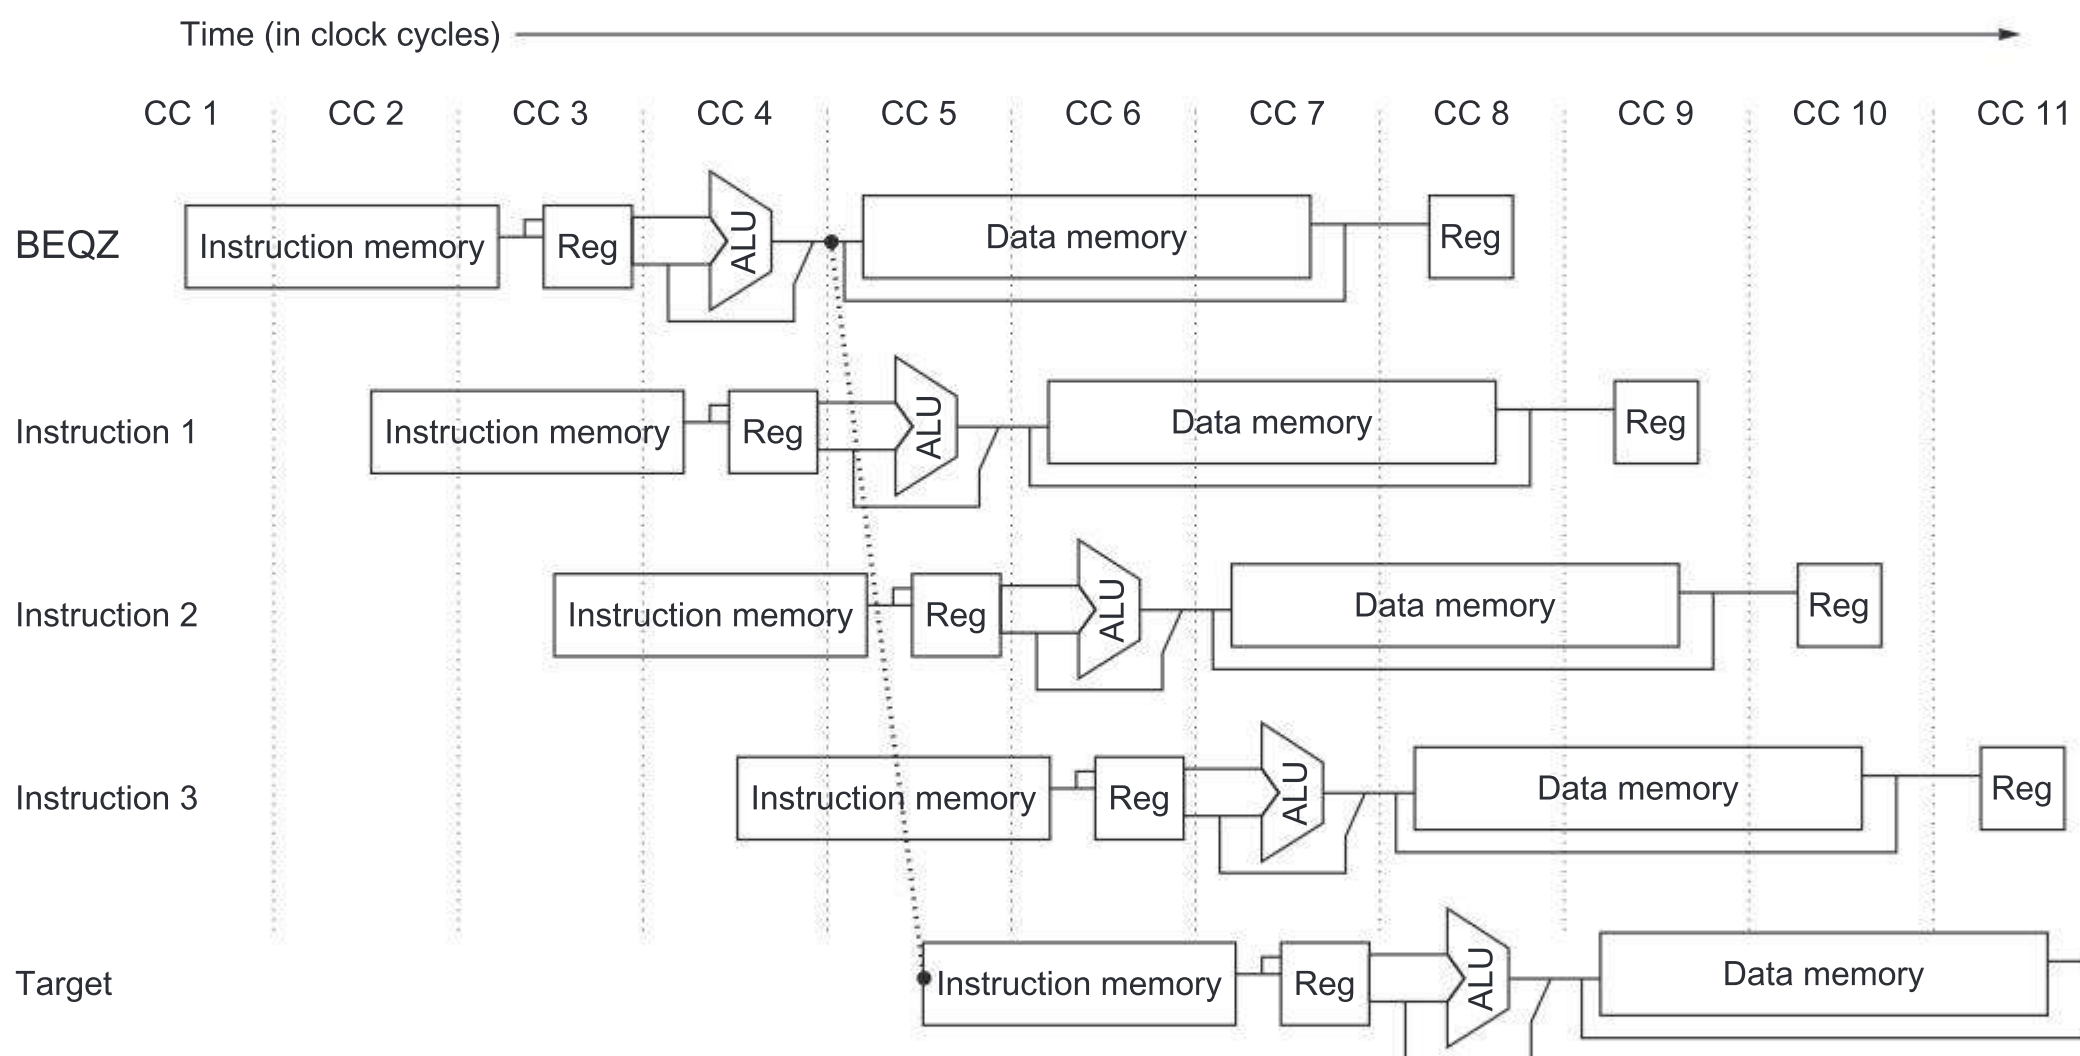 Time (in clock cycles)
CC 1 CC 2 CC 3 CC 4 CC 5 CC 6 CC 7 CC 8 CC 9 CC 10 CC 11
BEQZ Instruction memory Reg ALU Data memory Reg
Instruction 1 Instruction memory Reg ALU Data memory Reg
Instruction 2 Instruction memory Reg ALU Data memory Reg
Instruction 3 Instruction memory Reg ALU Data memory Reg
Target Instruction memory Reg ALU Data memory